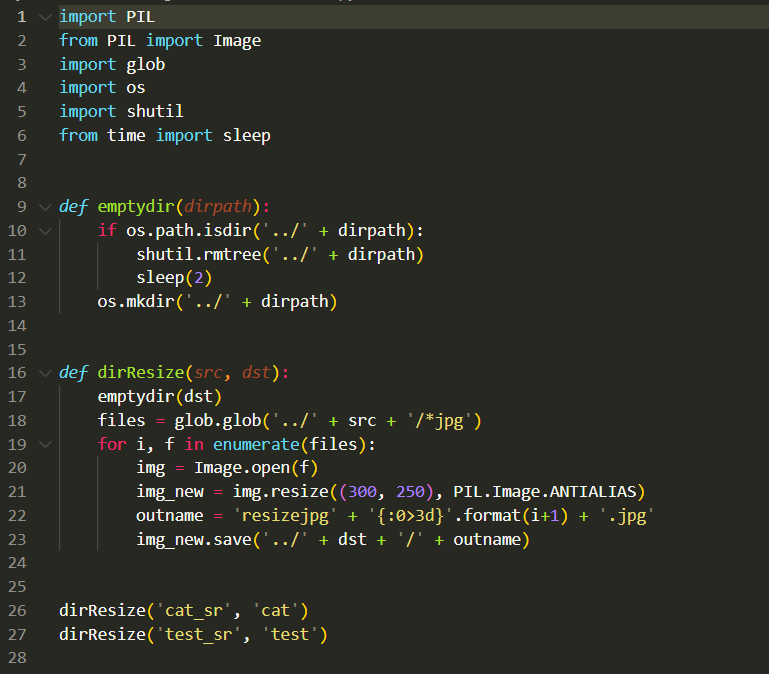 1 import PIL
2 from PIL import Image
3 import glob
4 import os
5 import shutil
6 from time import sleep
7
8
9 def emptydir(dirpath):
10 if os.path.isdir('../' + dirpath):
11 shutil.rmtree('../' + dirpath)
12 sleep(2)
13 os.mkdir('../' + dirpath)
14
15
16 def dirResize(src, dst):
17 emptydir(dst)
18 files = glob.glob('../' + src + '/*jpg')
19 for i, f in enumerate(files):
20 img = Image.open(f)
21 img_new = img.resize((300, 250), PIL.Image.ANTIALIAS)
22 outname = 'resizejpg' + '{:0>3d}'.format(i+1) + '.jpg'
23 img_new.save('../' + dst + '/' + outname)
24
25
26 dirResize('cat_sr', 'cat')
27 dirResize('test_sr', 'test')
28